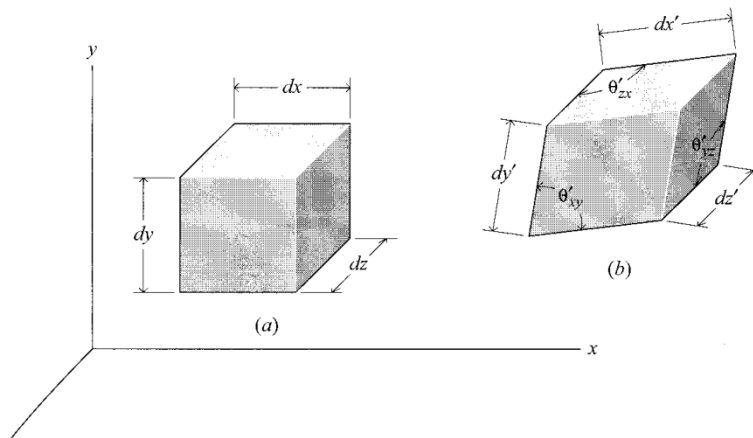 y
dx
dy
dz
(a)
x
dx′
θ′zx
dy′
θ′yz
θ′xy
dz′
(b)